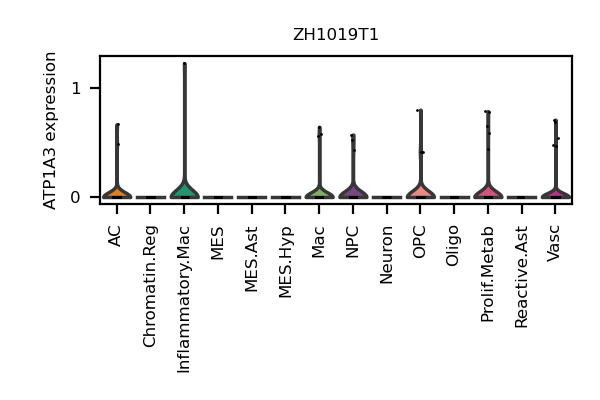 ZH1019T1
ATP1A3 expression
1
0
AC
Chromatin.Reg
Inflammatory.Mac
MES
MES.Ast
MES.Hyp
Mac
NPC
Neuron
OPC
Oligo
Prolif.Metab
Reactive.Ast
Vasc